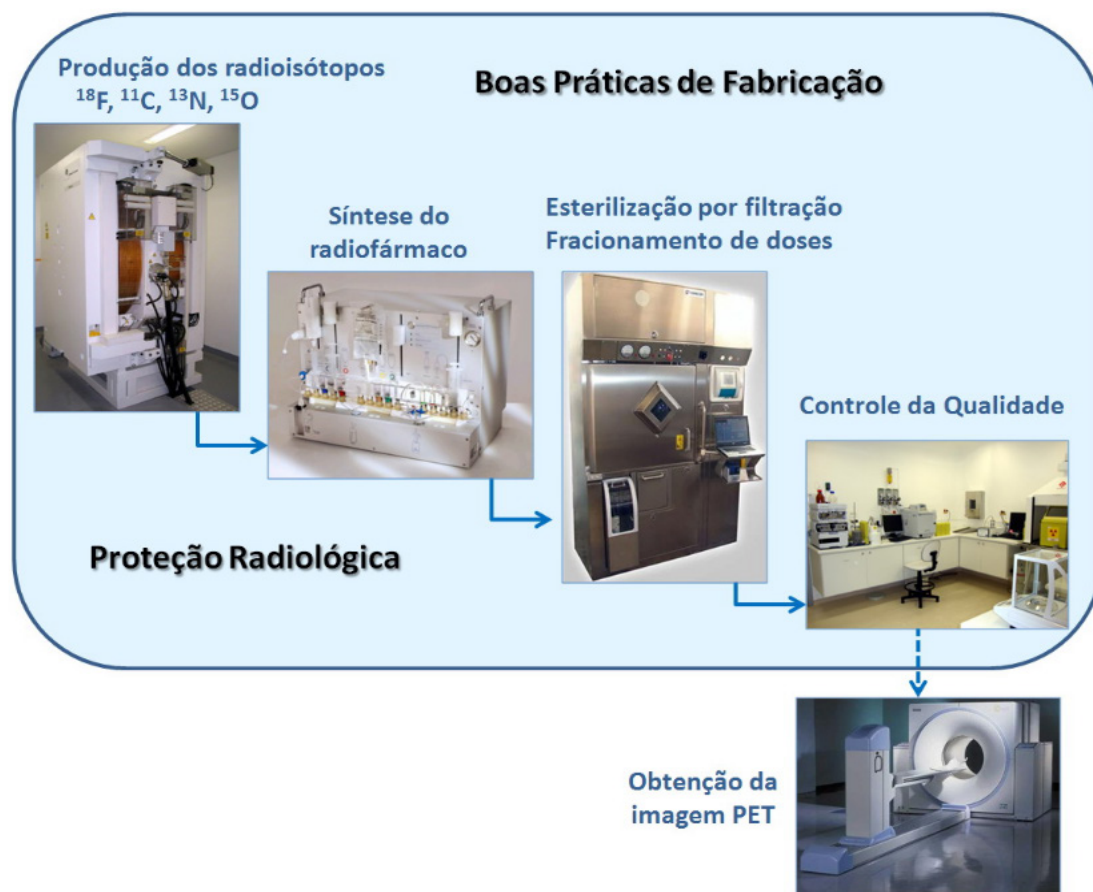 Produção dos radioisótopos
¹⁸F, ¹¹C, ¹³N, ¹⁵O
Boas Práticas de Fabricação
Síntese do
radiofármaco
Esterilização por filtração
Fracionamento de doses
Controle da Qualidade
Proteção Radiológica
Obtenção da
imagem PET